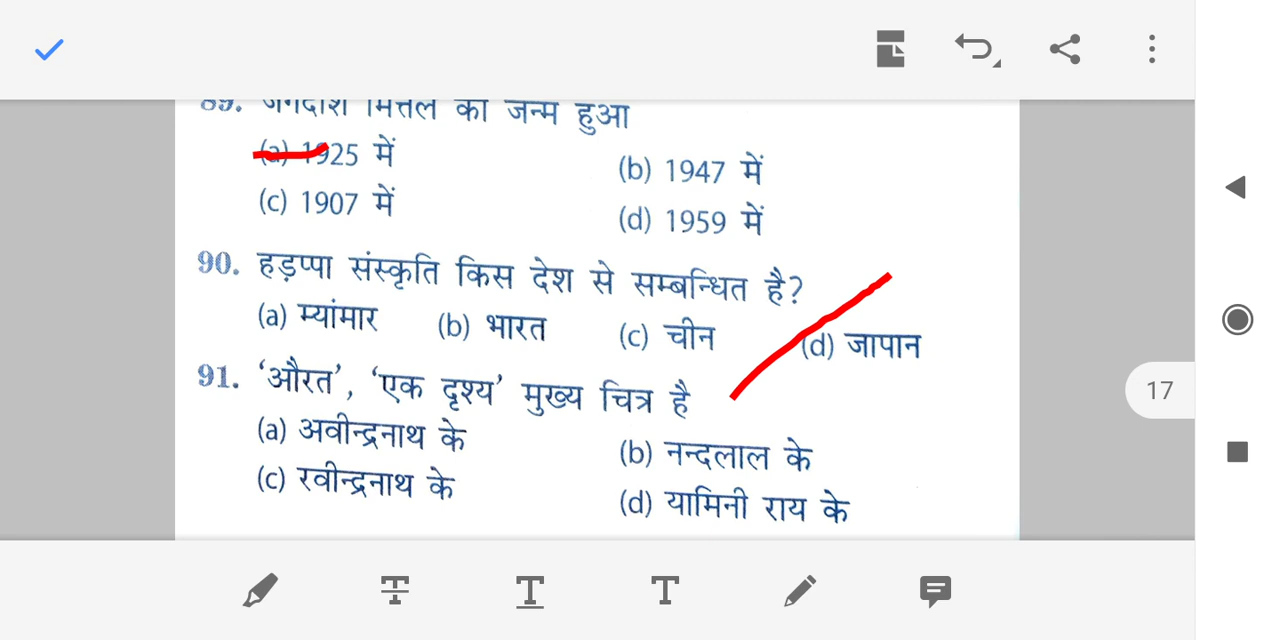 89. जगदीश मित्तल का जन्म हुआ
(a) 1925 में (b) 1947 में
(c) 1907 में (d) 1959 में
90. हड़प्पा संस्कृति किस देश से सम्बन्धित है?
(a) म्यांमार (b) भारत (c) चीन (d) जापान
91. ‘औरत’, ‘एक दृश्य’ मुख्य चित्र है
(a) अवीन्द्रनाथ के (b) नन्दलाल के
(c) रवीन्द्रनाथ के (d) यामिनी राय के
17